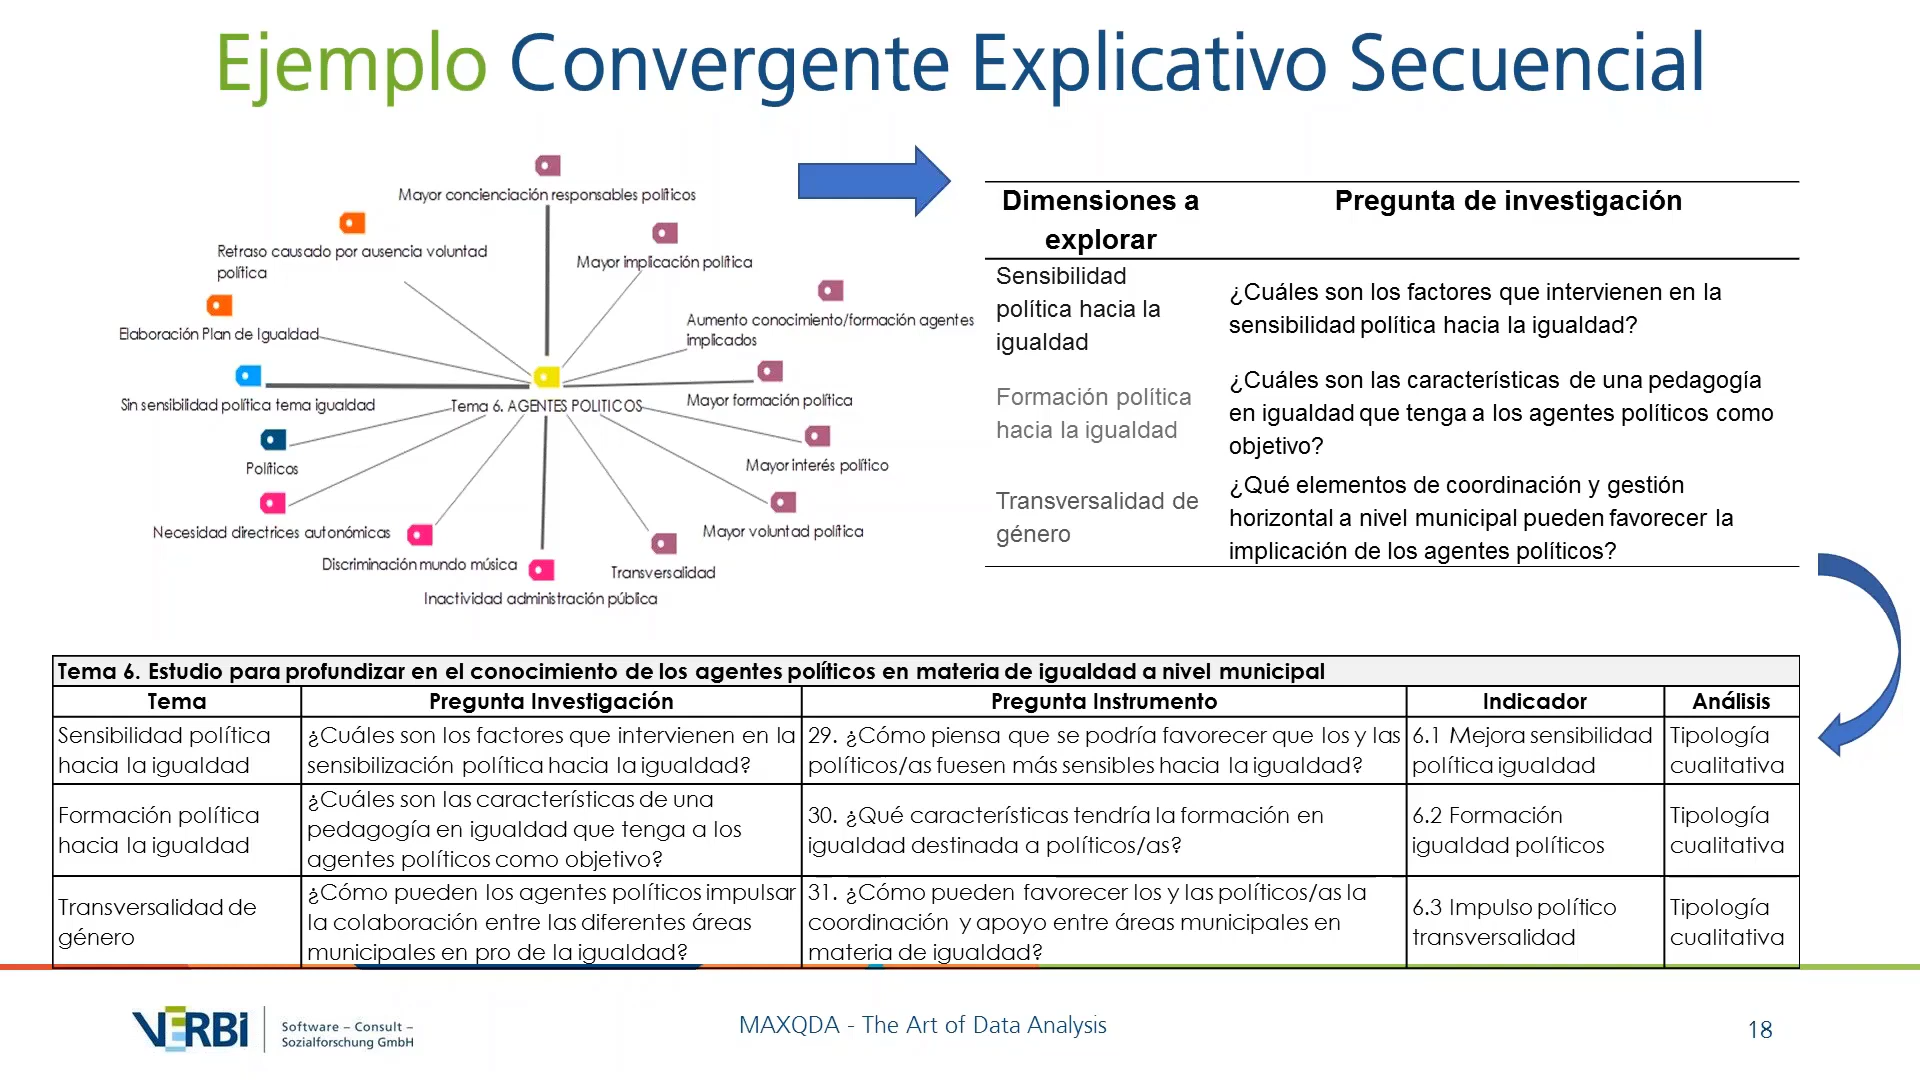 Ejemplo Convergente Explicativo Secuencial
Mayor concienciación responsables políticos
Retraso causado por ausencia voluntad
política
Mayor implicación política
Elaboración Plan de Igualdad
Aumento conocimiento/formación agentes
implicados
Sin sensibilidad política tema igualdad
Tema 6. AGENTES POLITICOS
Mayor formación política
Políticos
Mayor interés político
Necesidad directrices autonómicas
Mayor voluntad política
Discriminación mundo música
Transversalidad
Inactividad administración pública
Dimensiones a
explorar
Pregunta de investigación
Sensibilidad
política hacia la
igualdad
¿Cuáles son los factores que intervienen en la
sensibilidad política hacia la igualdad?
Formación política
hacia la igualdad
¿Cuáles son las características de una pedagogía
en igualdad que tenga a los agentes políticos como
objetivo?
Transversalidad de
género
¿Qué elementos de coordinación y gestión
horizontal a nivel municipal pueden favorecer la
implicación de los agentes políticos?
Tema 6. Estudio para profundizar en el conocimiento de los agentes políticos en materia de igualdad a nivel municipal
Tema
Pregunta Investigación
Pregunta Instrumento
Indicador
Análisis
Sensibilidad política
hacia la igualdad
¿Cuáles son los factores que intervienen en la
sensibilización política hacia la igualdad?
29. ¿Cómo piensa que se podría favorecer que los y las
políticos/as fuesen más sensibles hacia la igualdad?
6.1 Mejora sensibilidad
política igualdad
Tipología
cualitativa
Formación política
hacia la igualdad
¿Cuáles son las características de una
pedagogía en igualdad que tenga a los
agentes políticos como objetivo?
30. ¿Qué características tendría la formación en
igualdad destinada a políticos/as?
6.2 Formación
igualdad políticos
Tipología
cualitativa
Transversalidad de
género
¿Cómo pueden los agentes políticos impulsar
la colaboración entre las diferentes áreas
municipales en pro de la igualdad?
31. ¿Cómo pueden favorecer los y las políticos/as la
coordinación y apoyo entre áreas municipales en
materia de igualdad?
6.3 Impulso político
transversalidad
Tipología
cualitativa
VERBI
Software – Consult –
Sozialforschung GmbH
MAXQDA - The Art of Data Analysis
18